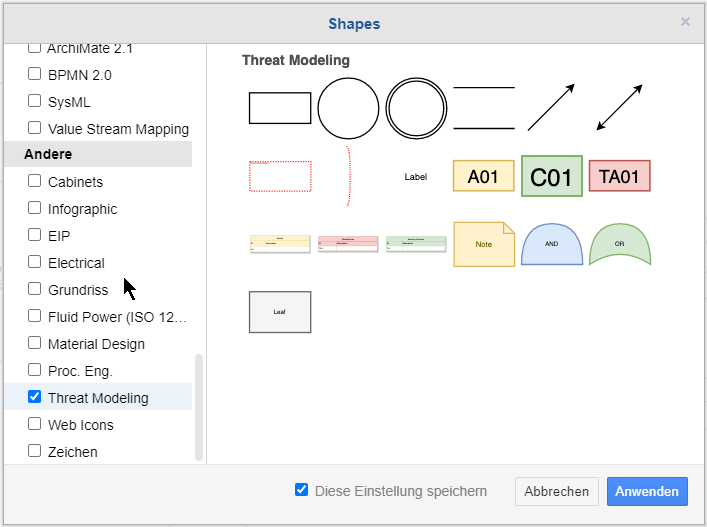 Shapes
×
ArchiMate 2.1
BPMN 2.0
SysML
Value Stream Mapping
Andere
Cabinets
Infographic
EIP
Electrical
Grundriss
Fluid Power (ISO 12...
Material Design
Proc. Eng.
Threat Modeling
Web Icons
Zeichen
Threat Modeling
Label
A01
C01
TA01
Note
AND
OR
Leaf
Diese Einstellung speichern
Abbrechen
Anwenden